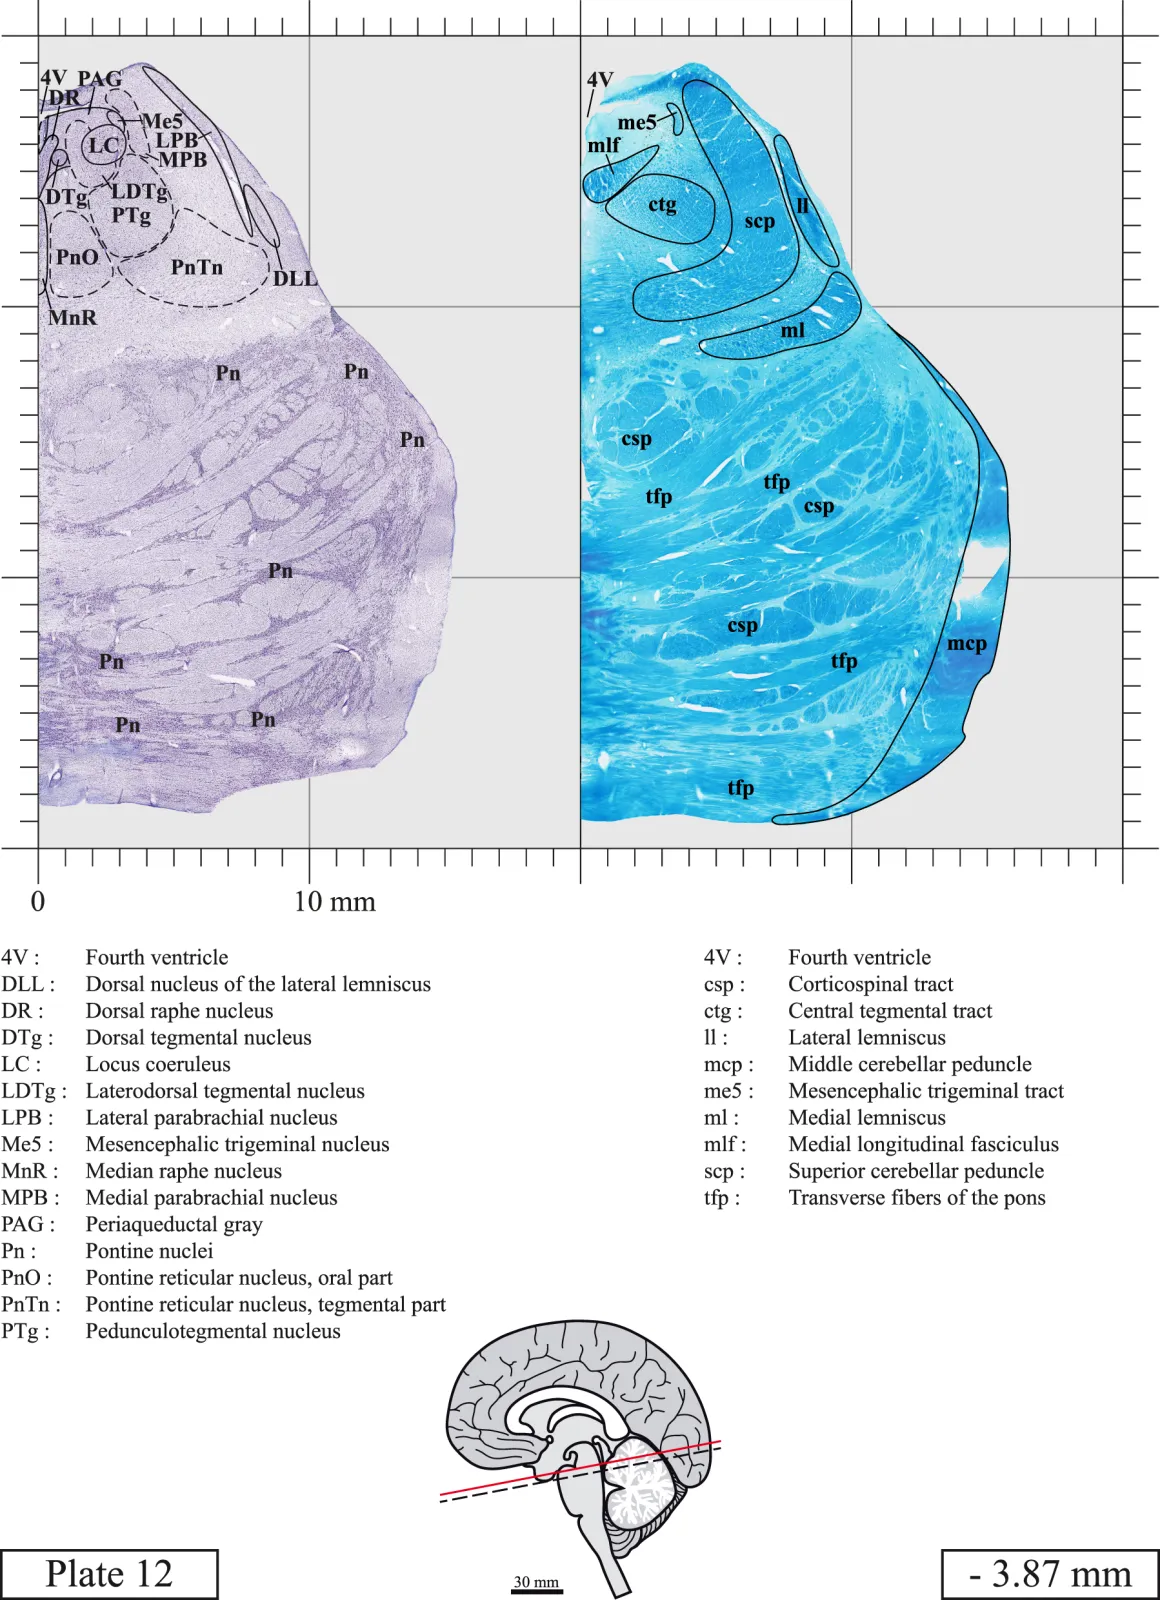 4V PAG
DR
Me5
LC
LPB
MPB
DTg
LDTg
PTg
PnO
PnTn
DLL
MnR
Pn
Pn
Pn
Pn
Pn
Pn
Pn
4V
me5
mlf
ctg
scp
ll
ml
csp
tfp
tfp
csp
csp
mcp
tfp
tfp
0
10 mm
4V : Fourth ventricle
DLL : Dorsal nucleus of the lateral lemniscus
DR : Dorsal raphe nucleus
DTg : Dorsal tegmental nucleus
LC : Locus coeruleus
LDTg : Laterodorsal tegmental nucleus
LPB : Lateral parabrachial nucleus
Me5 : Mesencephalic trigeminal nucleus
MnR : Median raphe nucleus
MPB : Medial parabrachial nucleus
PAG : Periaqueductal gray
Pn : Pontine nuclei
PnO : Pontine reticular nucleus, oral part
PnTn : Pontine reticular nucleus, tegmental part
PTg : Pedunculotegmental nucleus
4V : Fourth ventricle
csp : Corticospinal tract
ctg : Central tegmental tract
ll : Lateral lemniscus
mcp : Middle cerebellar peduncle
me5 : Mesencephalic trigeminal tract
ml : Medial lemniscus
mlf : Medial longitudinal fasciculus
scp : Superior cerebellar peduncle
tfp : Transverse fibers of the pons
30 mm
Plate 12
- 3.87 mm